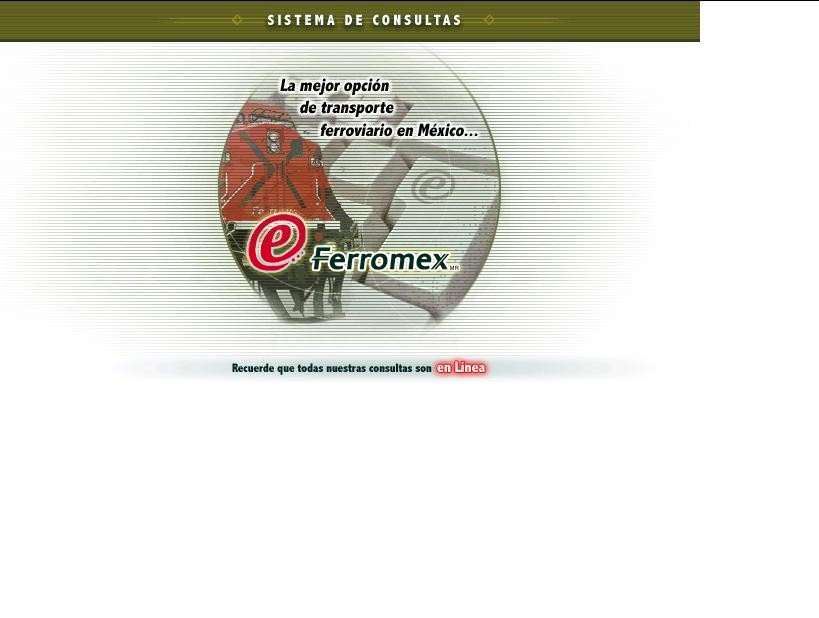 SISTEMA DE CONSULTAS
La mejor opción
de transporte
ferroviario en México...
e Ferromex MR
Recuerde que todas nuestras consultas son en Línea